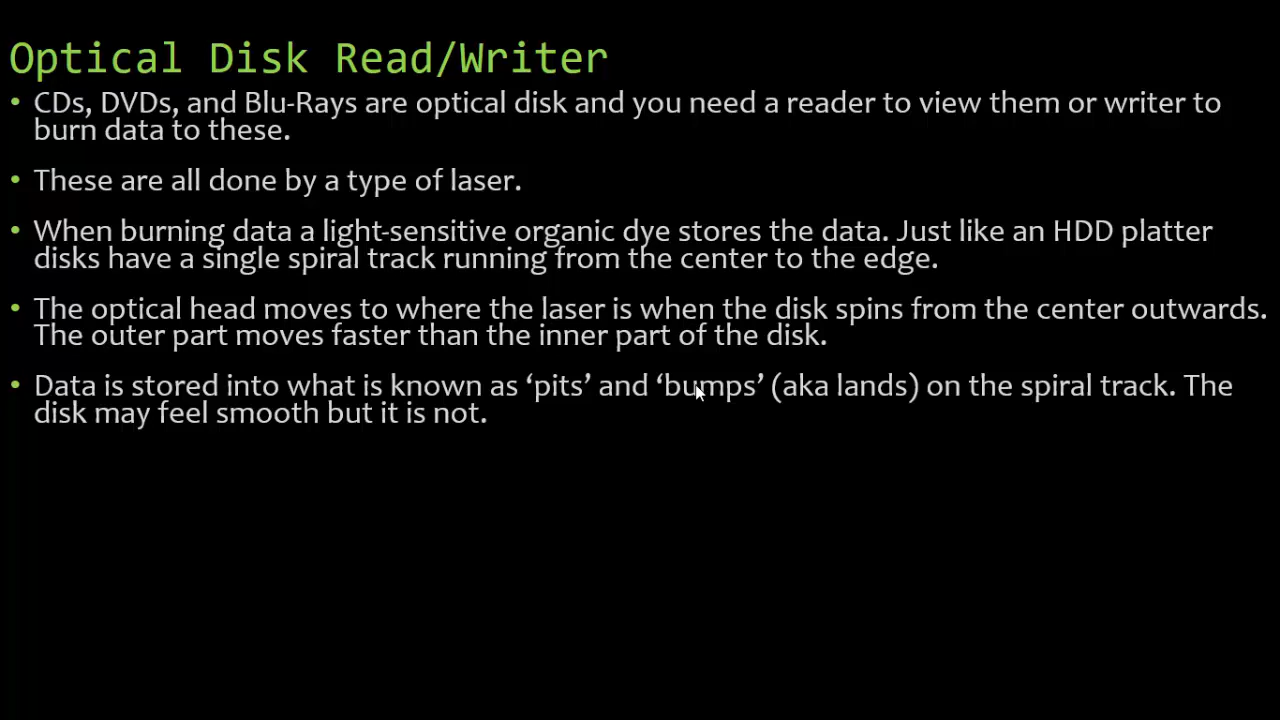 Optical Disk Read/Writer
• CDs, DVDs, and Blu-Rays are optical disk and you need a reader to view them or writer to
burn data to these.
• These are all done by a type of laser.
• When burning data a light-sensitive organic dye stores the data. Just like an HDD platter
disks have a single spiral track running from the center to the edge.
• The optical head moves to where the laser is when the disk spins from the center outwards.
The outer part moves faster than the inner part of the disk.
• Data is stored into what is known as ‘pits’ and ‘bumps’ (aka lands) on the spiral track. The
disk may feel smooth but it is not.